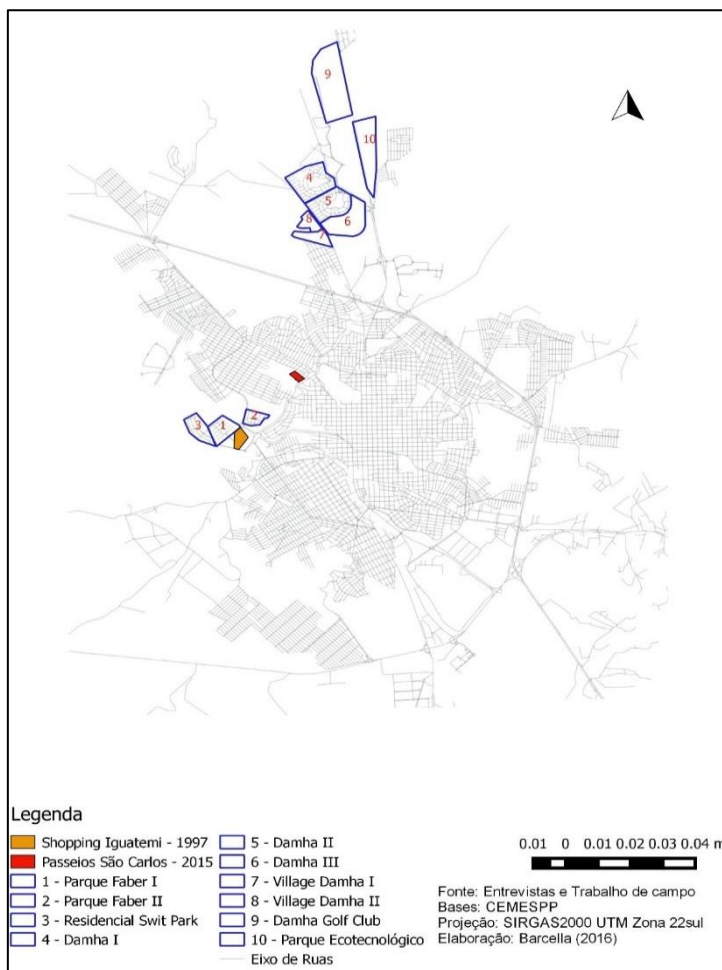 9
10
4
5
8
6
7
2
3
1
Legenda
Shopping Iguatemi - 1997
Passeios São Carlos - 2015
1 - Parque Faber I
2 - Parque Faber II
3 - Residencial Swit Park
4 - Damha I
5 - Damha II
6 - Damha III
7 - Village Damha I
8 - Village Damha II
9 - Damha Golf Club
10 - Parque Ecotecnológico
Eixo de Ruas
0.01 0 0.01 0.02 0.03 0.04 m
Fonte: Entrevistas e Trabalho de campo
Bases: CEMESPP
Projeção: SIRGAS2000 UTM Zona 22sul
Elaboração: Barcella (2016)